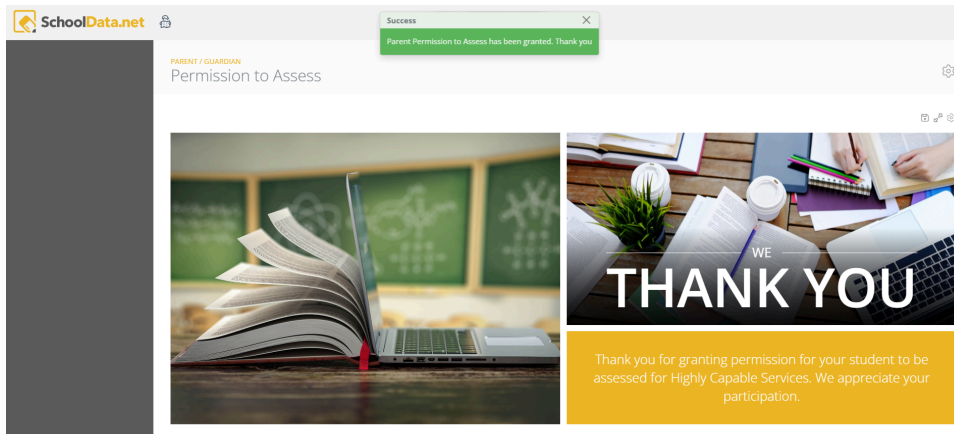 SchoolData.net
Success
Parent Permission to Assess has been granted. Thank you
PARENT / GUARDIAN
Permission to Assess
WE
THANK YOU
Thank you for granting permission for your student to be
assessed for Highly Capable Services. We appreciate your
participation.